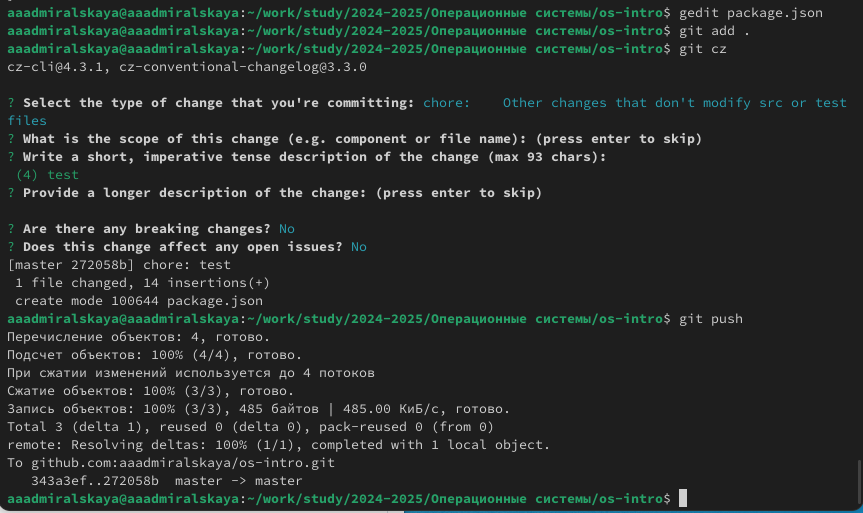 aaadmiralskaya@aaadmiralskaya:~/work/study/2024-2025/Операционные системы/os-intro$ gedit package.json
aaadmiralskaya@aaadmiralskaya:~/work/study/2024-2025/Операционные системы/os-intro$ git add .
aaadmiralskaya@aaadmiralskaya:~/work/study/2024-2025/Операционные системы/os-intro$ git cz
cz-cli@4.3.1, cz-conventional-changelog@3.3.0
? Select the type of change that you're committing: chore:    Other changes that don't modify src or test
files
? What is the scope of this change (e.g. component or file name): (press enter to skip)
? Write a short, imperative tense description of the change (max 93 chars):
 (4) test
? Provide a longer description of the change: (press enter to skip)
? Are there any breaking changes? No
? Does this change affect any open issues? No
[master 272058b] chore: test
 1 file changed, 14 insertions(+)
 create mode 100644 package.json
aaadmiralskaya@aaadmiralskaya:~/work/study/2024-2025/Операционные системы/os-intro$ git push
Перечисление объектов: 4, готово.
Подсчет объектов: 100% (4/4), готово.
При сжатии изменений используется до 4 потоков
Сжатие объектов: 100% (3/3), готово.
Запись объектов: 100% (3/3), 485 байтов | 485.00 КиБ/с, готово.
Total 3 (delta 1), reused 0 (delta 0), pack-reused 0 (from 0)
remote: Resolving deltas: 100% (1/1), completed with 1 local object.
To github.com:aaadmiralskaya/os-intro.git
   343a3ef..272058b  master -> master
aaadmiralskaya@aaadmiralskaya:~/work/study/2024-2025/Операционные системы/os-intro$